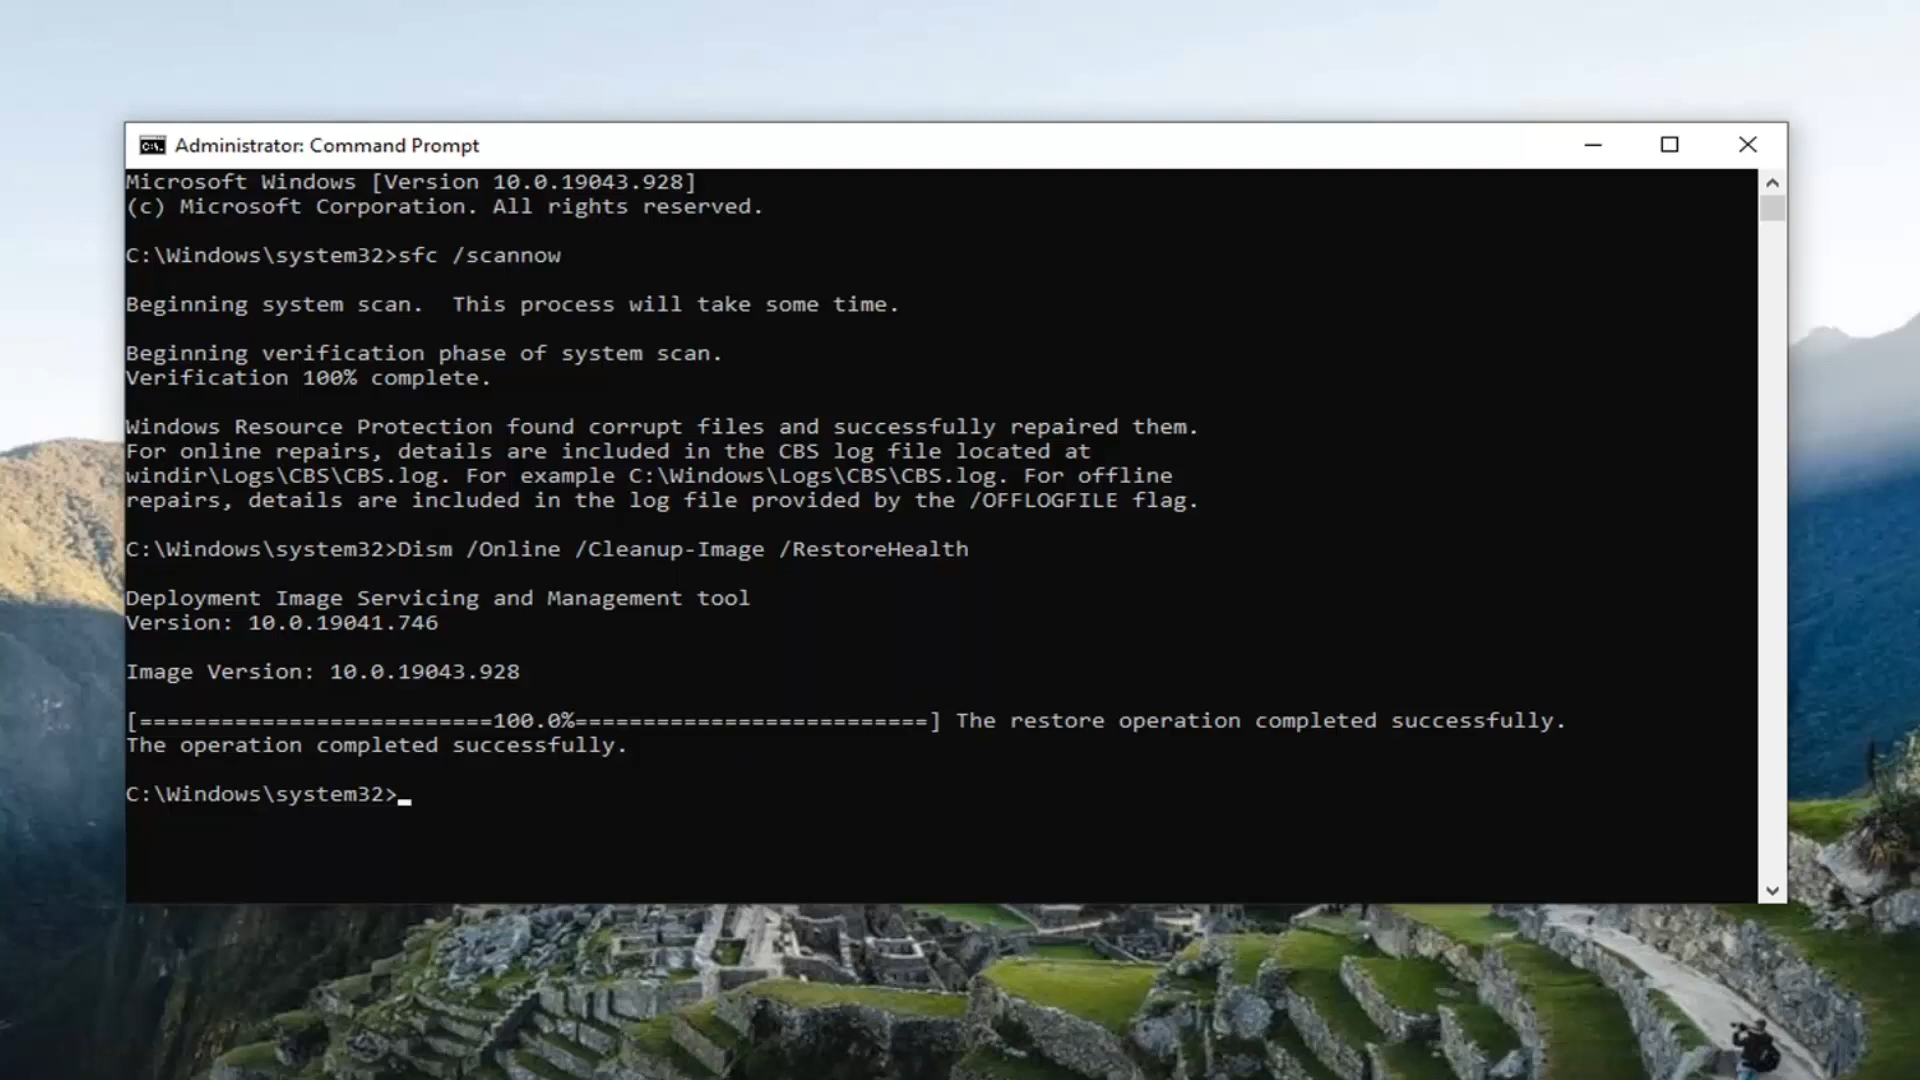 Administrator: Command Prompt
Microsoft Windows [Version 10.0.19043.928]
(c) Microsoft Corporation. All rights reserved.
C:\Windows\system32>sfc /scannow
Beginning system scan.  This process will take some time.
Beginning verification phase of system scan.
Verification 100% complete.
Windows Resource Protection found corrupt files and successfully repaired them.
For online repairs, details are included in the CBS log file located at
windir\Logs\CBS\CBS.log. For example C:\Windows\Logs\CBS\CBS.log. For offline
repairs, details are included in the log file provided by the /OFFLOGFILE flag.
C:\Windows\system32>Dism /Online /Cleanup-Image /RestoreHealth
Deployment Image Servicing and Management tool
Version: 10.0.19041.746
Image Version: 10.0.19043.928
[==========================100.0%==========================] The restore operation completed successfully.
The operation completed successfully.
C:\Windows\system32>